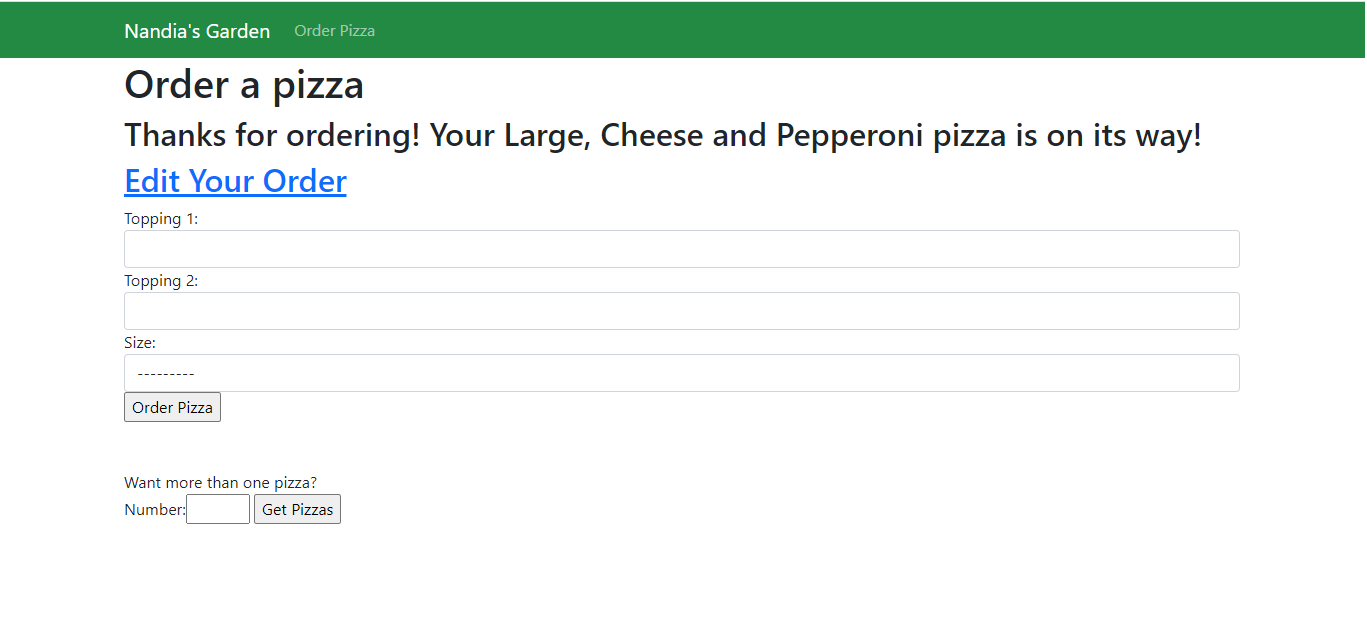 Nandia's Garden Order Pizza
Order a pizza
Thanks for ordering! Your Large, Cheese and Pepperoni pizza is on its way!
Edit Your Order
Topping 1:
Topping 2:
Size:
---------
Order Pizza
Want more than one pizza?
Number: Get Pizzas